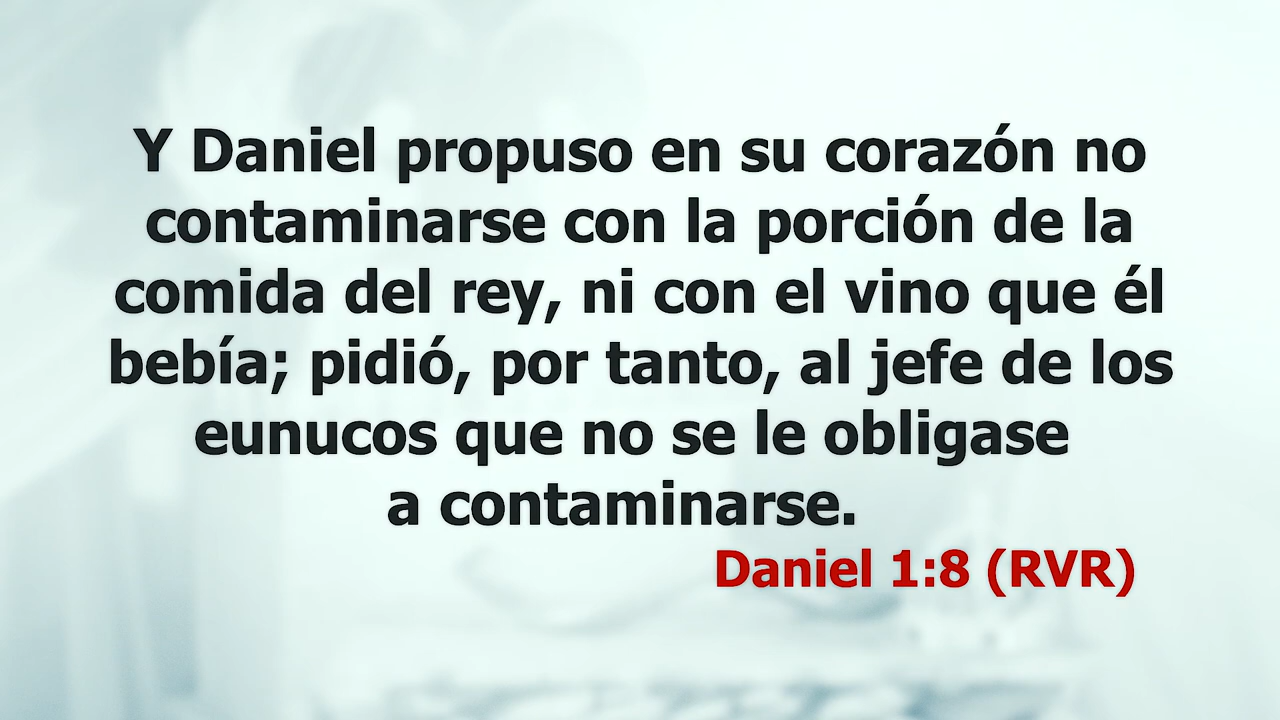 Y Daniel propuso en su corazón no
contaminarse con la porción de la
comida del rey, ni con el vino que él
bebía; pidió, por tanto, al jefe de los
eunucos que no se le obligase
a contaminarse.
Daniel 1:8 (RVR)